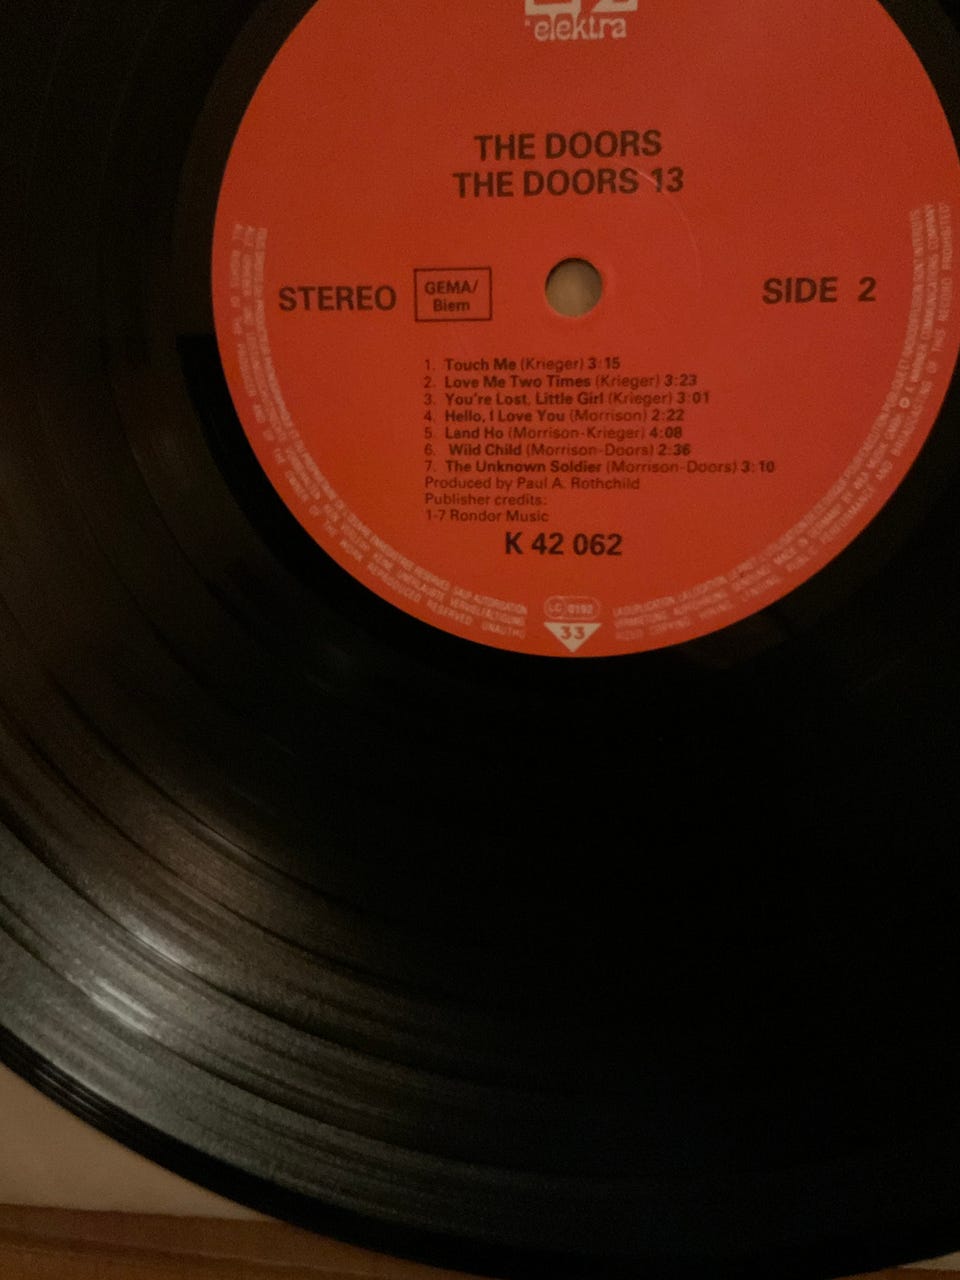 elektra
THE DOORS
THE DOORS 13
STEREO
GEMA/
Biem
SIDE 2
1. Touch Me (Krieger) 3:15
2. Love Me Two Times (Krieger) 3:23
3. You're Lost, Little Girl (Krieger) 3:01
4. Hello, I Love You (Morrison) 2:22
5. Land Ho (Morrison-Krieger) 4:08
6. Wild Child (Morrison-Doors) 2:36
7. The Unknown Soldier (Morrison-Doors) 3:10
Produced by Paul A. Rothchild
Publisher credits:
1-7 Rondor Music
K 42 062
LC 0192
33